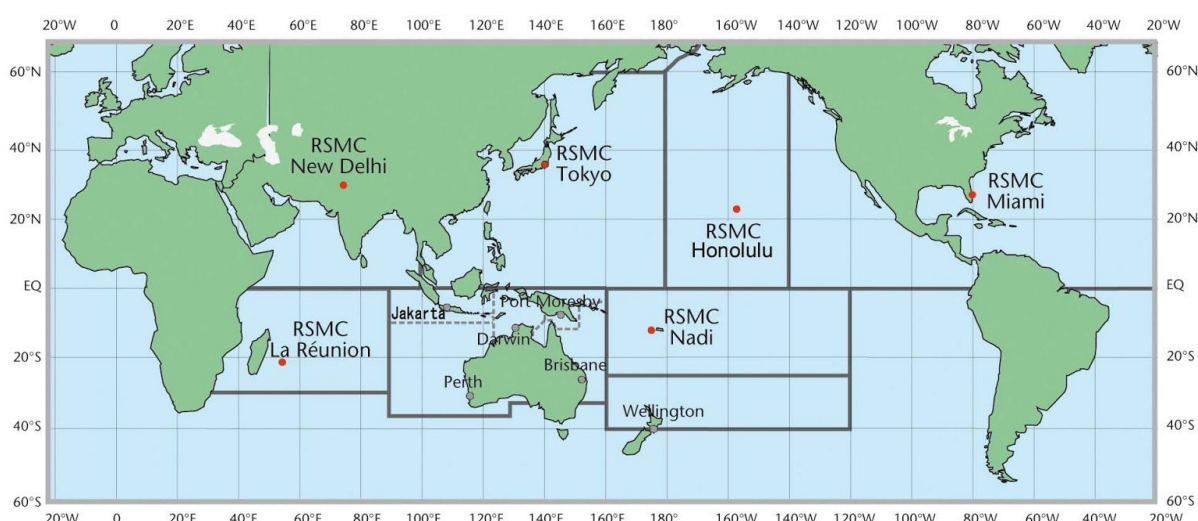 20°W 0 20°E 40°E 60°E 80°E 100°E 120°E 140°E 160°E 180° 160°W 140°W 120°W 100°W 80°W 60°W 40°W 20°W
60°N 60°N
40°N 40°N
RSMC
New Delhi
RSMC
Tokyo
RSMC
Miami
20°N 20°N
RSMC
Honolulu
EQ EQ
Jakarta
Port Moresby
RSMC
La Réunion
Darwin
RSMC
Nadi
20°S 20°S
Brisbane
Perth
Wellington
40°S 40°S
60°S 60°S
20°W 0 20°E 40°E 60°E 80°E 100°E 120°E 140°E 160°E 180° 160°W 140°W 120°W 100°W 80°W 60°W 40°W 20°W